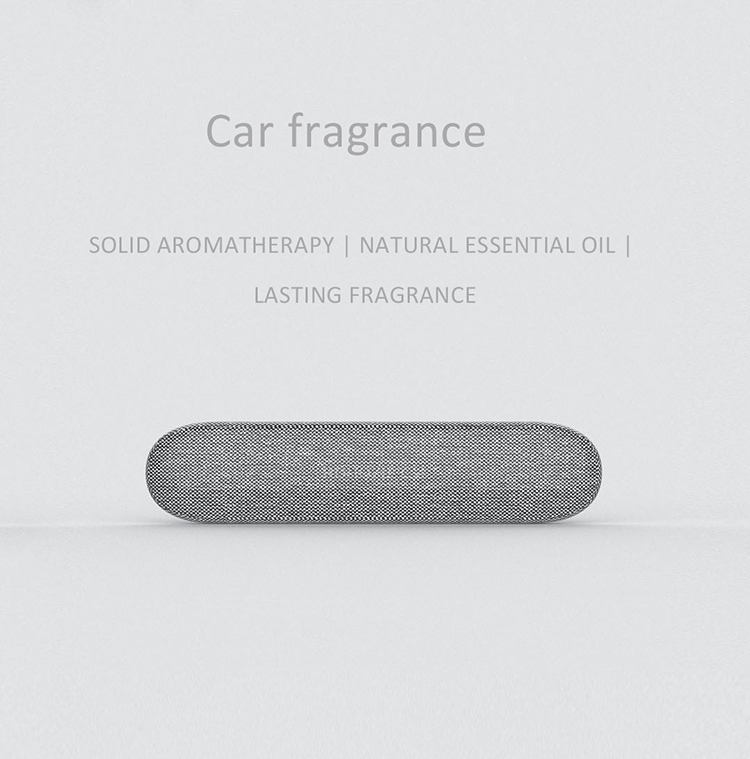 Car fragrance
SOLID AROMATHERAPY | NATURAL ESSENTIAL OIL |
LASTING FRAGRANCE